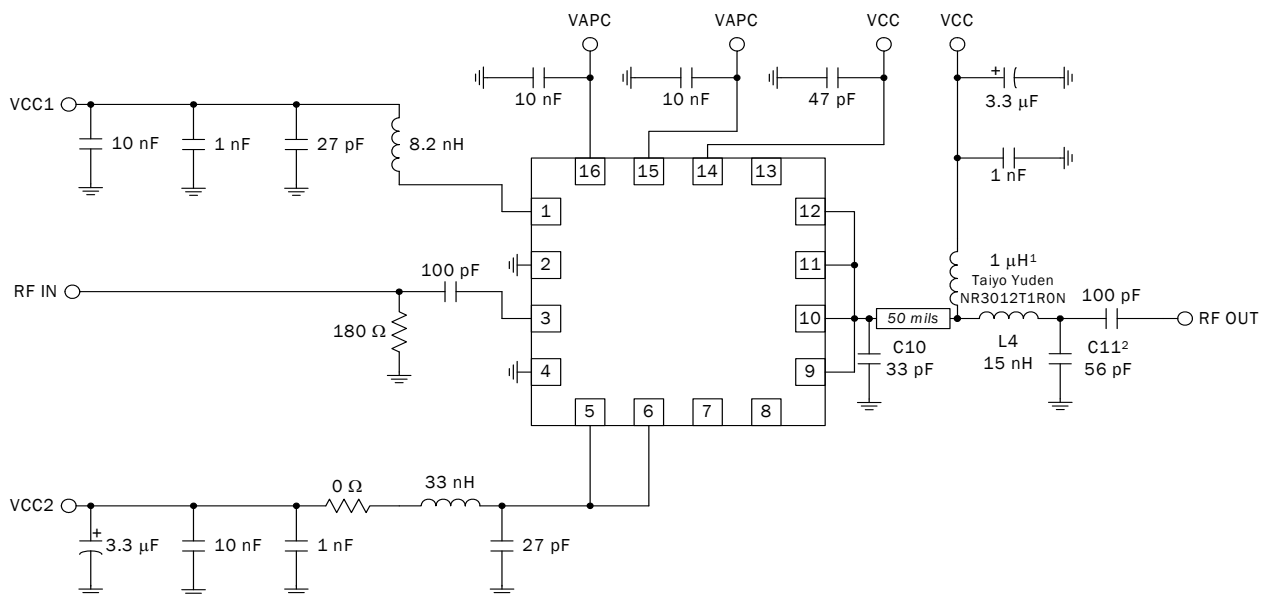 VAPC
VAPC
VCC
VCC
10 nF
10 nF
47 pF
+
3.3 μF
VCC1
10 nF
1 nF
27 pF
8.2 nH
16
15
14
13
1 nF
1
12
2
11
1 μH¹
Taiyo Yuden
NR3012T1R0N
RF IN
100 pF
3
10
50 mils
100 pF
RF OUT
180 Ω
C10
33 pF
L4
15 nH
C11²
56 pF
4
9
5
6
7
8
VCC2
0 Ω
33 nH
+
3.3 μF
10 nF
1 nF
27 pF